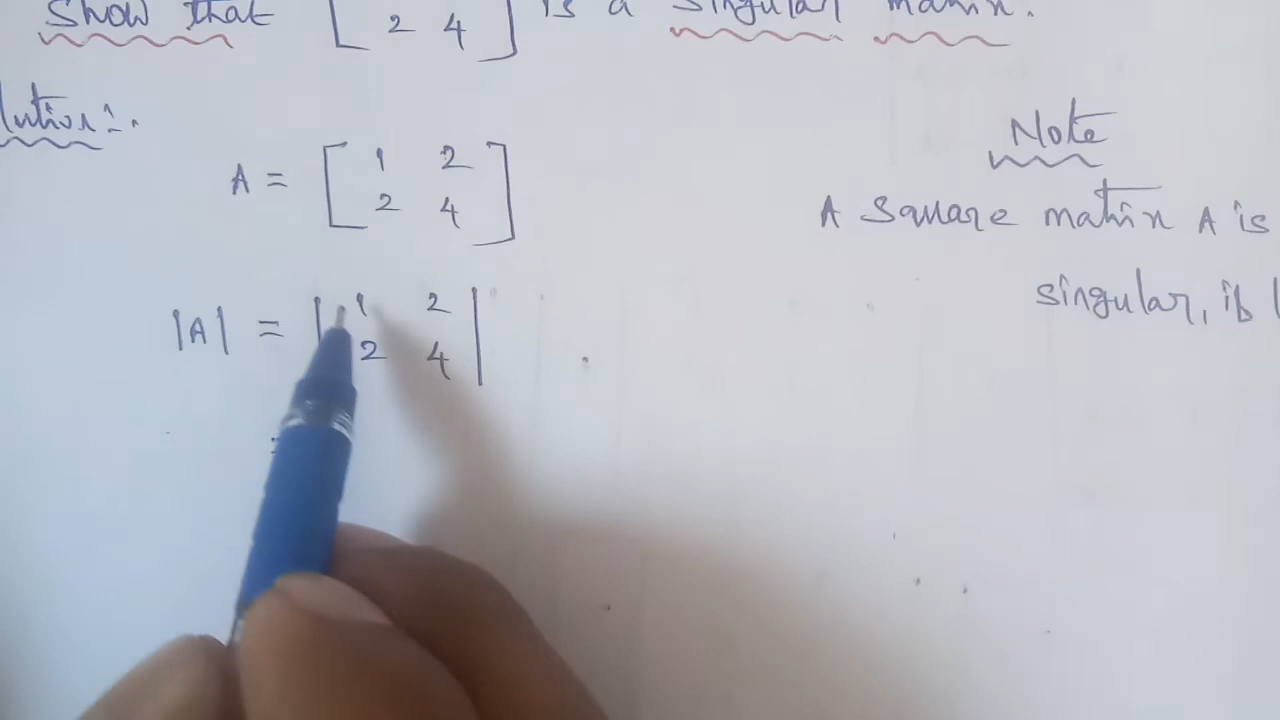 Show that [ 2 4 ] is a singular matrix.
lution:-
A = [ 1 2
2 4 ]
|A| = | 1 2
2 4 |
Note
A square matrix A is
singular, if |